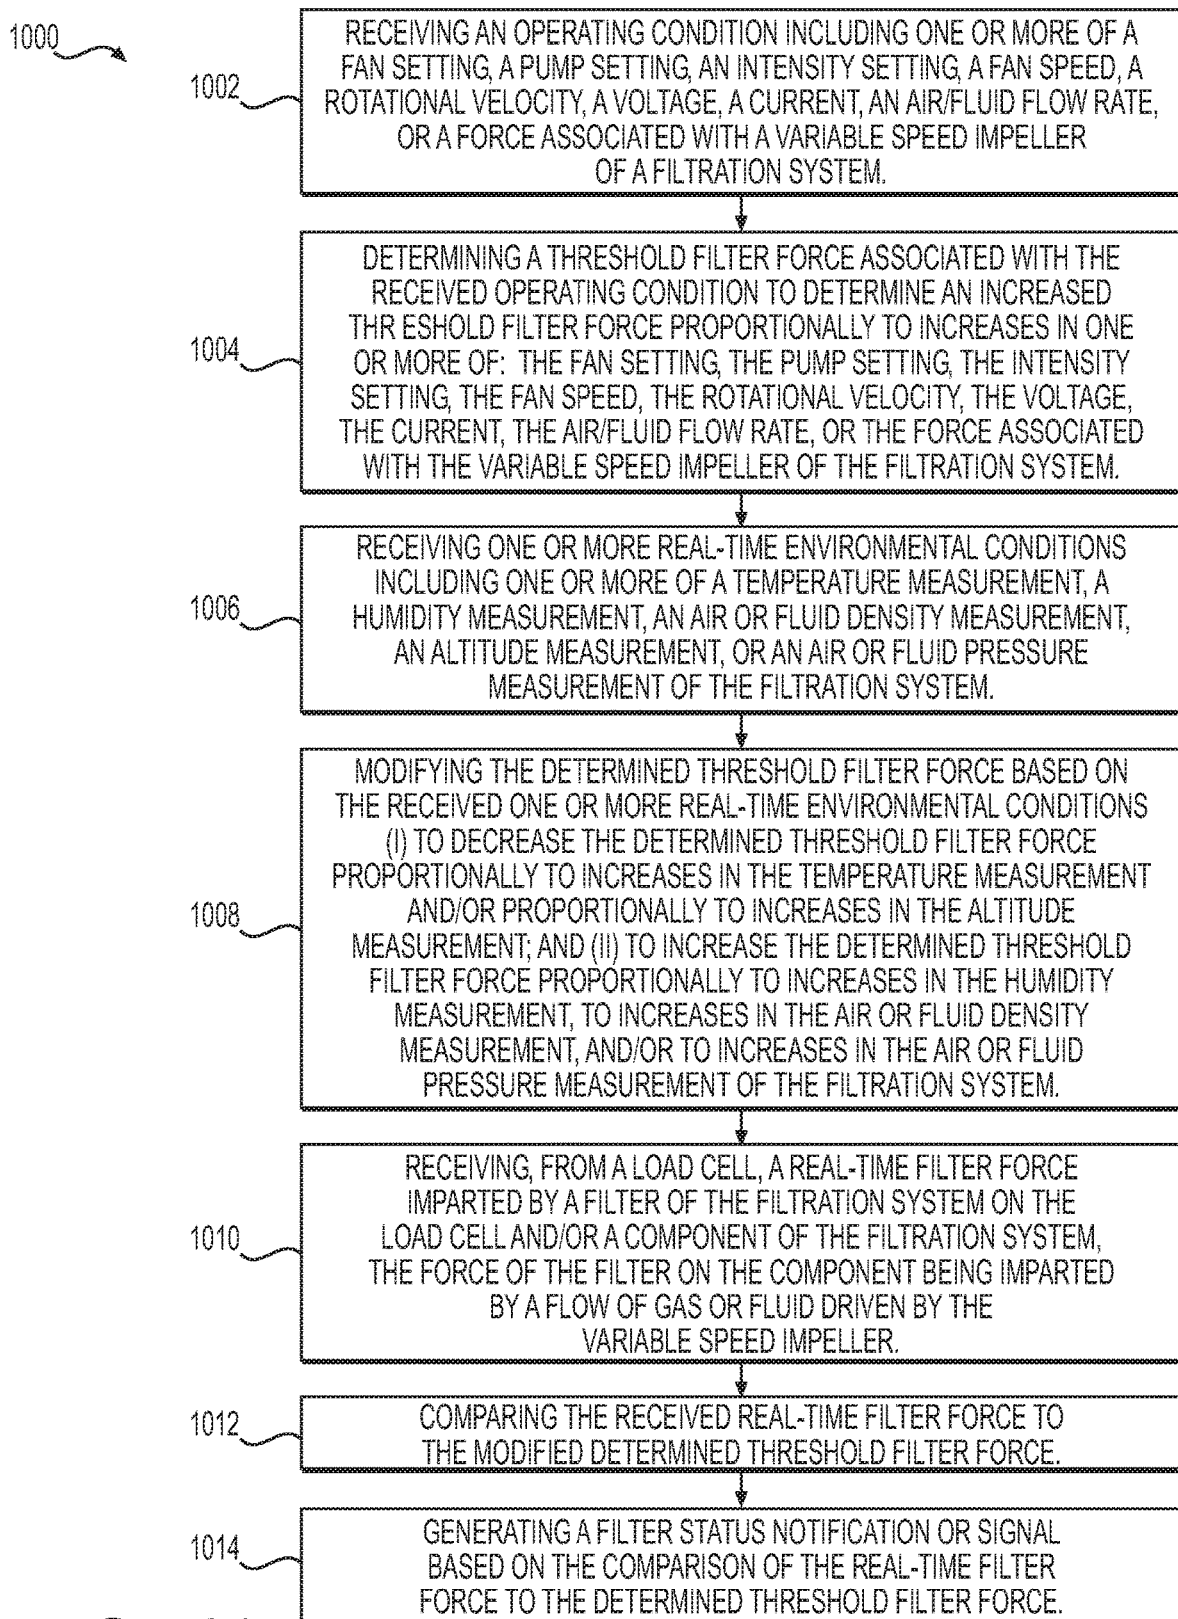 1000
1002
RECEIVING AN OPERATING CONDITION INCLUDING ONE OR MORE OF A
FAN SETTING, A PUMP SETTING, AN INTENSITY SETTING, A FAN SPEED, A
ROTATIONAL VELOCITY, A VOLTAGE, A CURRENT, AN AIR/FLUID FLOW RATE,
OR A FORCE ASSOCIATED WITH A VARIABLE SPEED IMPELLER
OF A FILTRATION SYSTEM.
1004
DETERMINING A THRESHOLD FILTER FORCE ASSOCIATED WITH THE
RECEIVED OPERATING CONDITION TO DETERMINE AN INCREASED
THR ESHOLD FILTER FORCE PROPORTIONALLY TO INCREASES IN ONE
OR MORE OF: THE FAN SETTING, THE PUMP SETTING, THE INTENSITY
SETTING, THE FAN SPEED, THE ROTATIONAL VELOCITY, THE VOLTAGE,
THE CURRENT, THE AIR/FLUID FLOW RATE, OR THE FORCE ASSOCIATED
WITH THE VARIABLE SPEED IMPELLER OF THE FILTRATION SYSTEM.
1006
RECEIVING ONE OR MORE REAL-TIME ENVIRONMENTAL CONDITIONS
INCLUDING ONE OR MORE OF A TEMPERATURE MEASUREMENT, A
HUMIDITY MEASUREMENT, AN AIR OR FLUID DENSITY MEASUREMENT,
AN ALTITUDE MEASUREMENT, OR AN AIR OR FLUID PRESSURE
MEASUREMENT OF THE FILTRATION SYSTEM.
1008
MODIFYING THE DETERMINED THRESHOLD FILTER FORCE BASED ON
THE RECEIVED ONE OR MORE REAL-TIME ENVIRONMENTAL CONDITIONS
(I) TO DECREASE THE DETERMINED THRESHOLD FILTER FORCE
PROPORTIONALLY TO INCREASES IN THE TEMPERATURE MEASUREMENT
AND/OR PROPORTIONALLY TO INCREASES IN THE ALTITUDE
MEASUREMENT; AND (II) TO INCREASE THE DETERMINED THRESHOLD
FILTER FORCE PROPORTIONALLY TO INCREASES IN THE HUMIDITY
MEASUREMENT, TO INCREASES IN THE AIR OR FLUID DENSITY
MEASUREMENT, AND/OR TO INCREASES IN THE AIR OR FLUID
PRESSURE MEASUREMENT OF THE FILTRATION SYSTEM.
1010
RECEIVING, FROM A LOAD CELL, A REAL-TIME FILTER FORCE
IMPARTED BY A FILTER OF THE FILTRATION SYSTEM ON THE
LOAD CELL AND/OR A COMPONENT OF THE FILTRATION SYSTEM,
THE FORCE OF THE FILTER ON THE COMPONENT BEING IMPARTED
BY A FLOW OF GAS OR FLUID DRIVEN BY THE
VARIABLE SPEED IMPELLER.
1012
COMPARING THE RECEIVED REAL-TIME FILTER FORCE TO
THE MODIFIED DETERMINED THRESHOLD FILTER FORCE.
1014
GENERATING A FILTER STATUS NOTIFICATION OR SIGNAL
BASED ON THE COMPARISON OF THE REAL-TIME FILTER
FORCE TO THE DETERMINED THRESHOLD FILTER FORCE.